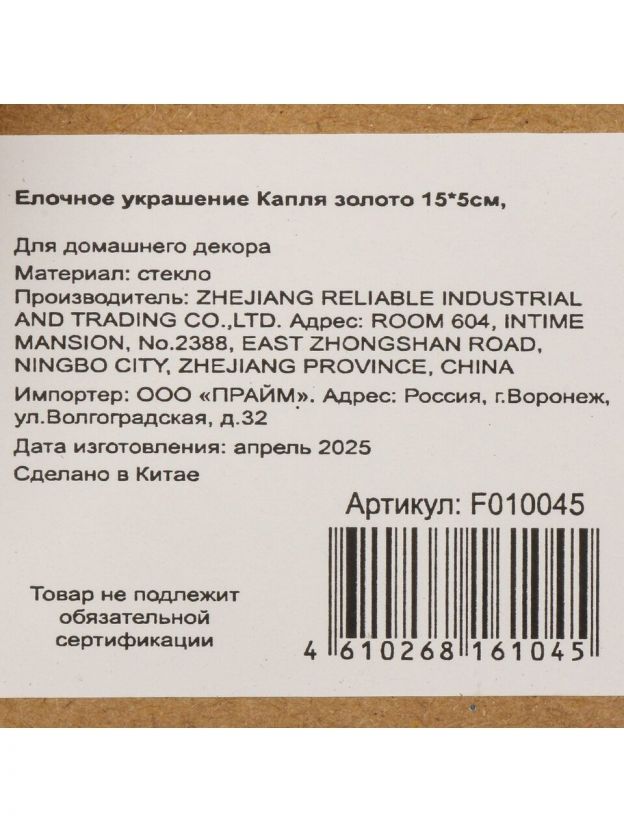 Елочное украшение Капля золото 15*5см,
Для домашнего декора
Материал: стекло
Производитель: ZHEJIANG RELIABLE INDUSTRIAL
AND TRADING CO.,LTD. Адрес: ROOM 604, INTIME
MANSION, No.2388, EAST ZHONGSHAN ROAD,
NINGBO CITY, ZHEJIANG PROVINCE, CHINA
Импортер: ООО «ПРАЙМ». Адрес: Россия, г.Воронеж,
ул.Волгоградская, д.32
Дата изготовления: апрель 2025
Сделано в Китае
Артикул: F010045
Товар не подлежит
обязательной
сертификации
4 610268 161045